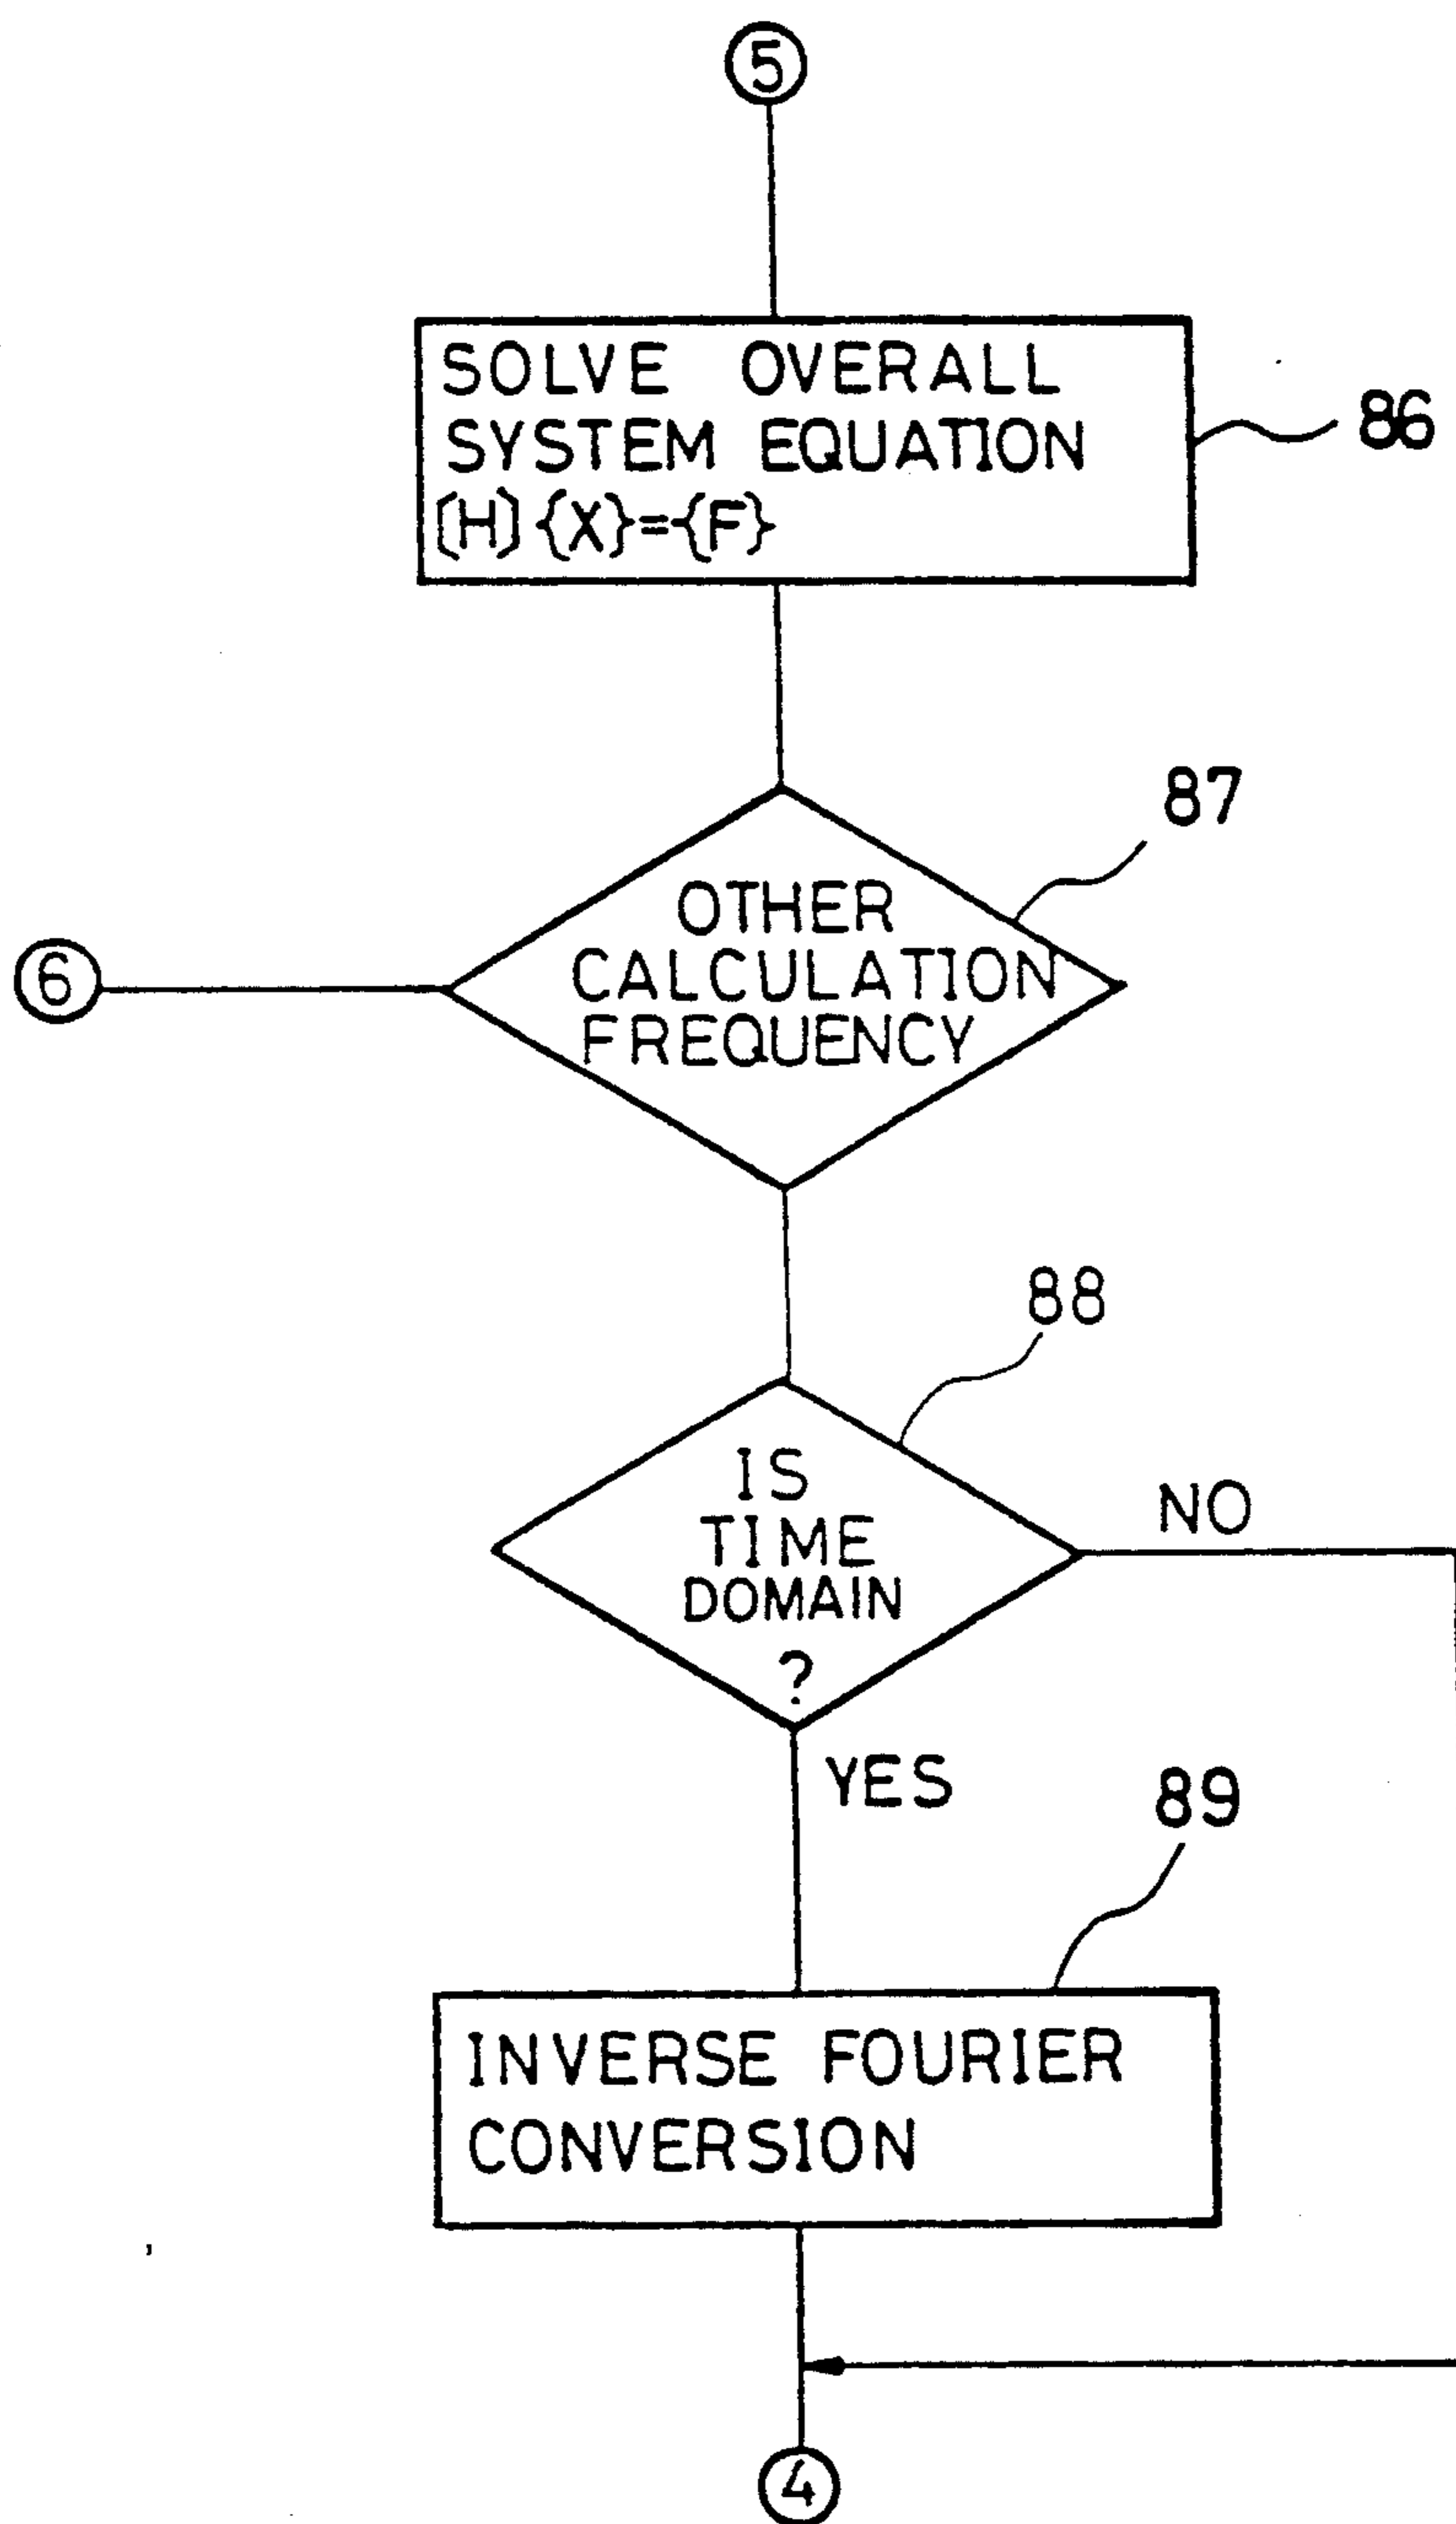 5
SOLVE OVERALL
SYSTEM EQUATION
[H]{X}={F}
86
87
OTHER
CALCULATION
FREQUENCY
6
88
IS
TIME
DOMAIN
?
NO
YES
89
INVERSE FOURIER
CONVERSION
4